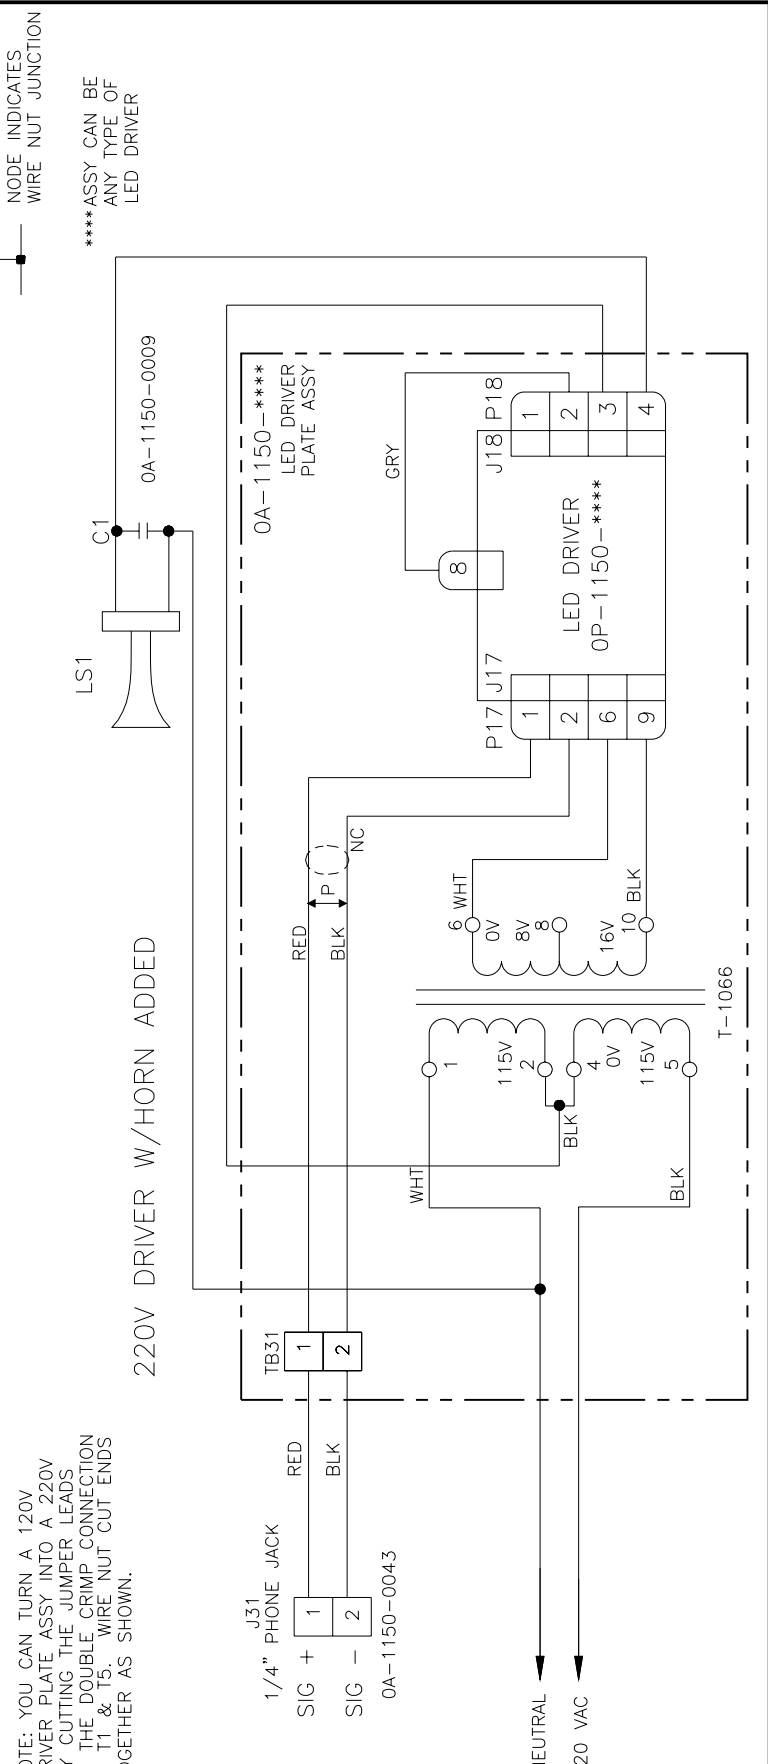 NODE INDICATES
WIRE NUT JUNCTION
****ASSY CAN BE
ANY TYPE OF
LED DRIVER
YOU CAN TURN A 120V
PLATE ASSY INTO A 220V
CUTTING THE JUMPER LEADS
THE DOUBLE CRIMP CONNECTION
T1 & T5. WIRE NUT CUT ENDS
AS SHOWN.
220V DRIVER W/HORN ADDED
LS1
C1
0A-1150-0009
0A-1150-****
LED DRIVER
PLATE ASSY
J31
1/4" PHONE JACK
SIG + 1
SIG - 2
0A-1150-0043
RED
BLK
TB31
1
2
RED
BLK
P
NC
GRY
8
P17 J17
1
2
6
9
LED DRIVER
0P-1150-****
J18 P18
1
2
3
4
WHT
1
115V
2
BLK
4
0V
115V
5
BLK
6 WHT
0V
8V
8
16V
10 BLK
T-1066
VAC